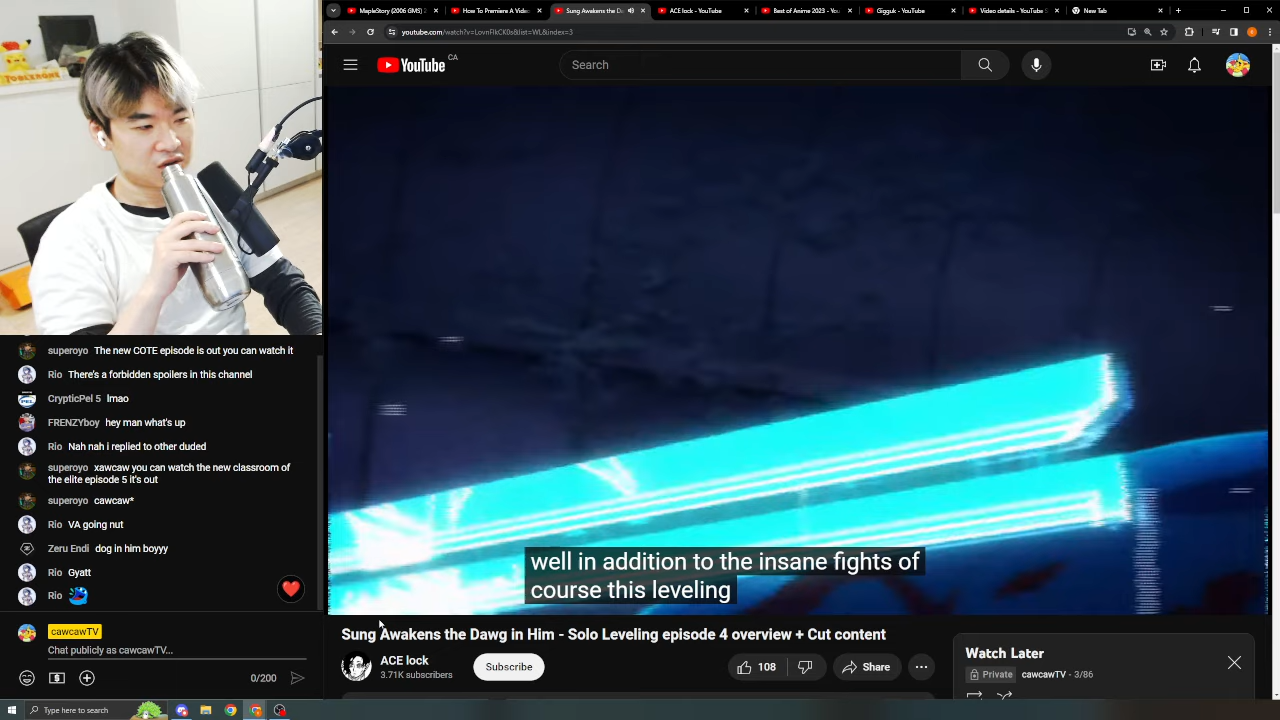 MapleStory (2006 GMS)
How To Premiere A Video
Sung Awakens the Da
ACE lock - YouTube
Best of Anime 2023 -
Gigguk - YouTube
Video details - YouTube
New Tab
youtube.com/watch?v=LovnFlkCK0s&list=WL&index=3
YouTube CA
Search
TOBLERONE
superoyo The new COTE episode is out you can watch it
Rio There's a forbidden spoilers in this channel
CrypticPel 5 lmao
FRENZYboy hey man what's up
Rio Nah nah i replied to other duded
superoyo xawcaw you can watch the new classroom of
the elite episode 5 it's out
superoyo cawcaw*
Rio VA going nut
Zeru Endi dog in him boyyy
Rio Gyatt
Rio
cawcawTV
Chat publicly as cawcawTV...
0/200
well in addition to the insane fight of
course it's leveling
Sung Awakens the Dawg in Him - Solo Leveling episode 4 overview + Cut content
ACE lock
3.71K subscribers
Subscribe
108
Share
Watch Later
Private cawcawTV - 3/86
Type here to search